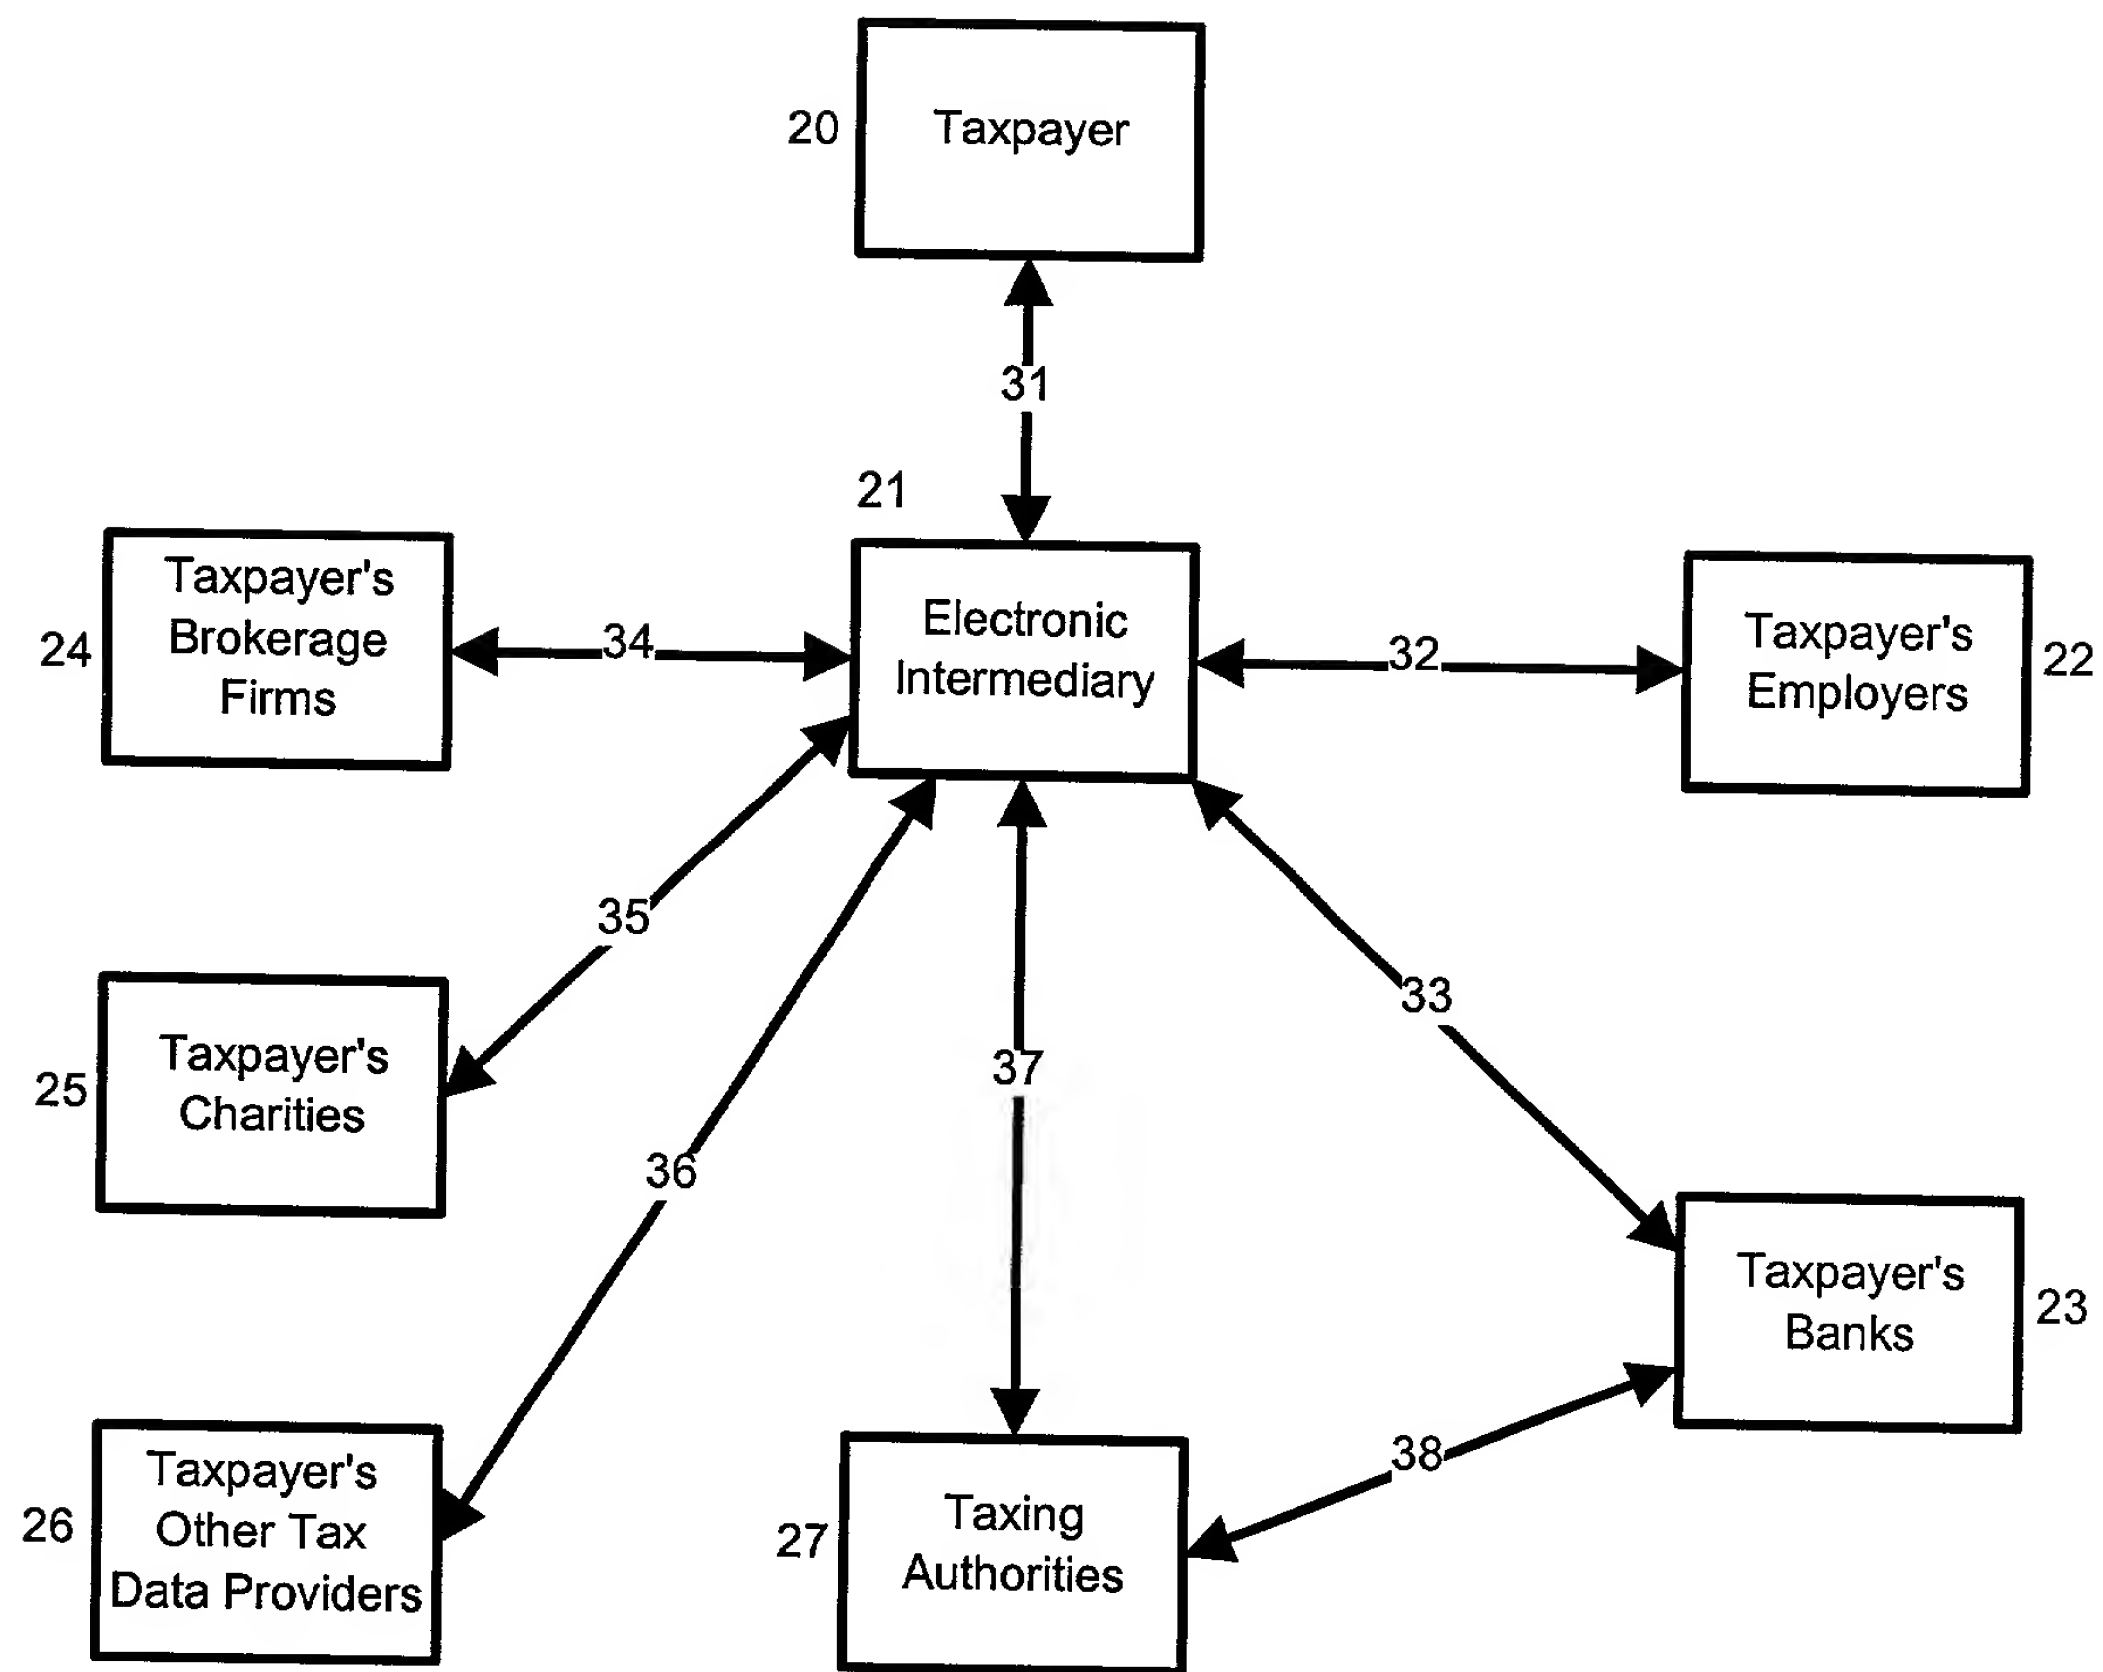 20
Taxpayer
31
21
Electronic
Intermediary
24
Taxpayer's
Brokerage
Firms
34
32
Taxpayer's
Employers
22
35
33
25
Taxpayer's
Charities
37
36
Taxpayer's
Banks
23
38
26
Taxpayer's
Other Tax
Data Providers
27
Taxing
Authorities